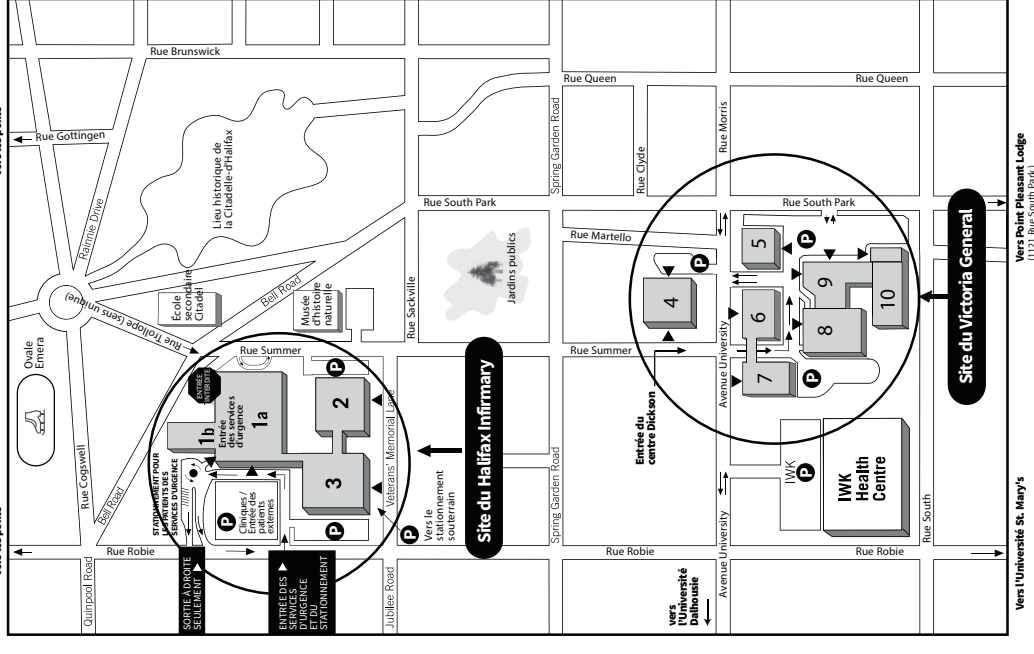 Rue Brunswick
Rue Queen
Rue Queen
Rue Gottingen
Rainnie Drive
Lieu historique de
la Citadelle-d'Halifax
Spring Garden Road
Rue Clyde
Rue Morris
Rue South Park
Rue South Park
Rue Martello
Jardins publics
École
secondaire
Citadel
Bell Road
Musée
d'histoire
naturelle
Rue Sackville
Rue Trollope (sens unique)
Ovale
Emera
Rue Cogswell
Bell Road
Rue Summer
Rue Summer
ENTRÉE
INTERDITE
1b
Entrée
des services
d'urgence
1a
2
3
P
STATIONNEMENT POUR
LES PATIENTS DES
SERVICES D'URGENCE
P
Cliniques /
Entrée des
patients
externes
P
Veterans' Memorial Lane
P
Vers le
stationnement
souterrain
Site du Halifax Infirmary
Spring Garden Road
Entrée du
centre Dickson
Avenue University
4
P
5
P
6
7
P
8
9
10
Site du Victoria General
Vers Point Pleasant Lodge
(1121 Rue South Park)
IWK
P
IWK
Health
Centre
Rue South
Rue Robie
Rue Robie
Rue Robie
Quinpool Road
SORTIE À DROITE
SEULEMENT
ENTRÉE DES
SERVICES
D'URGENCE
ET DU
STATIONNEMENT
Jubilee Road
vers
l'Université
Dalhousie
Avenue University
Vers l'Université St. Mary's